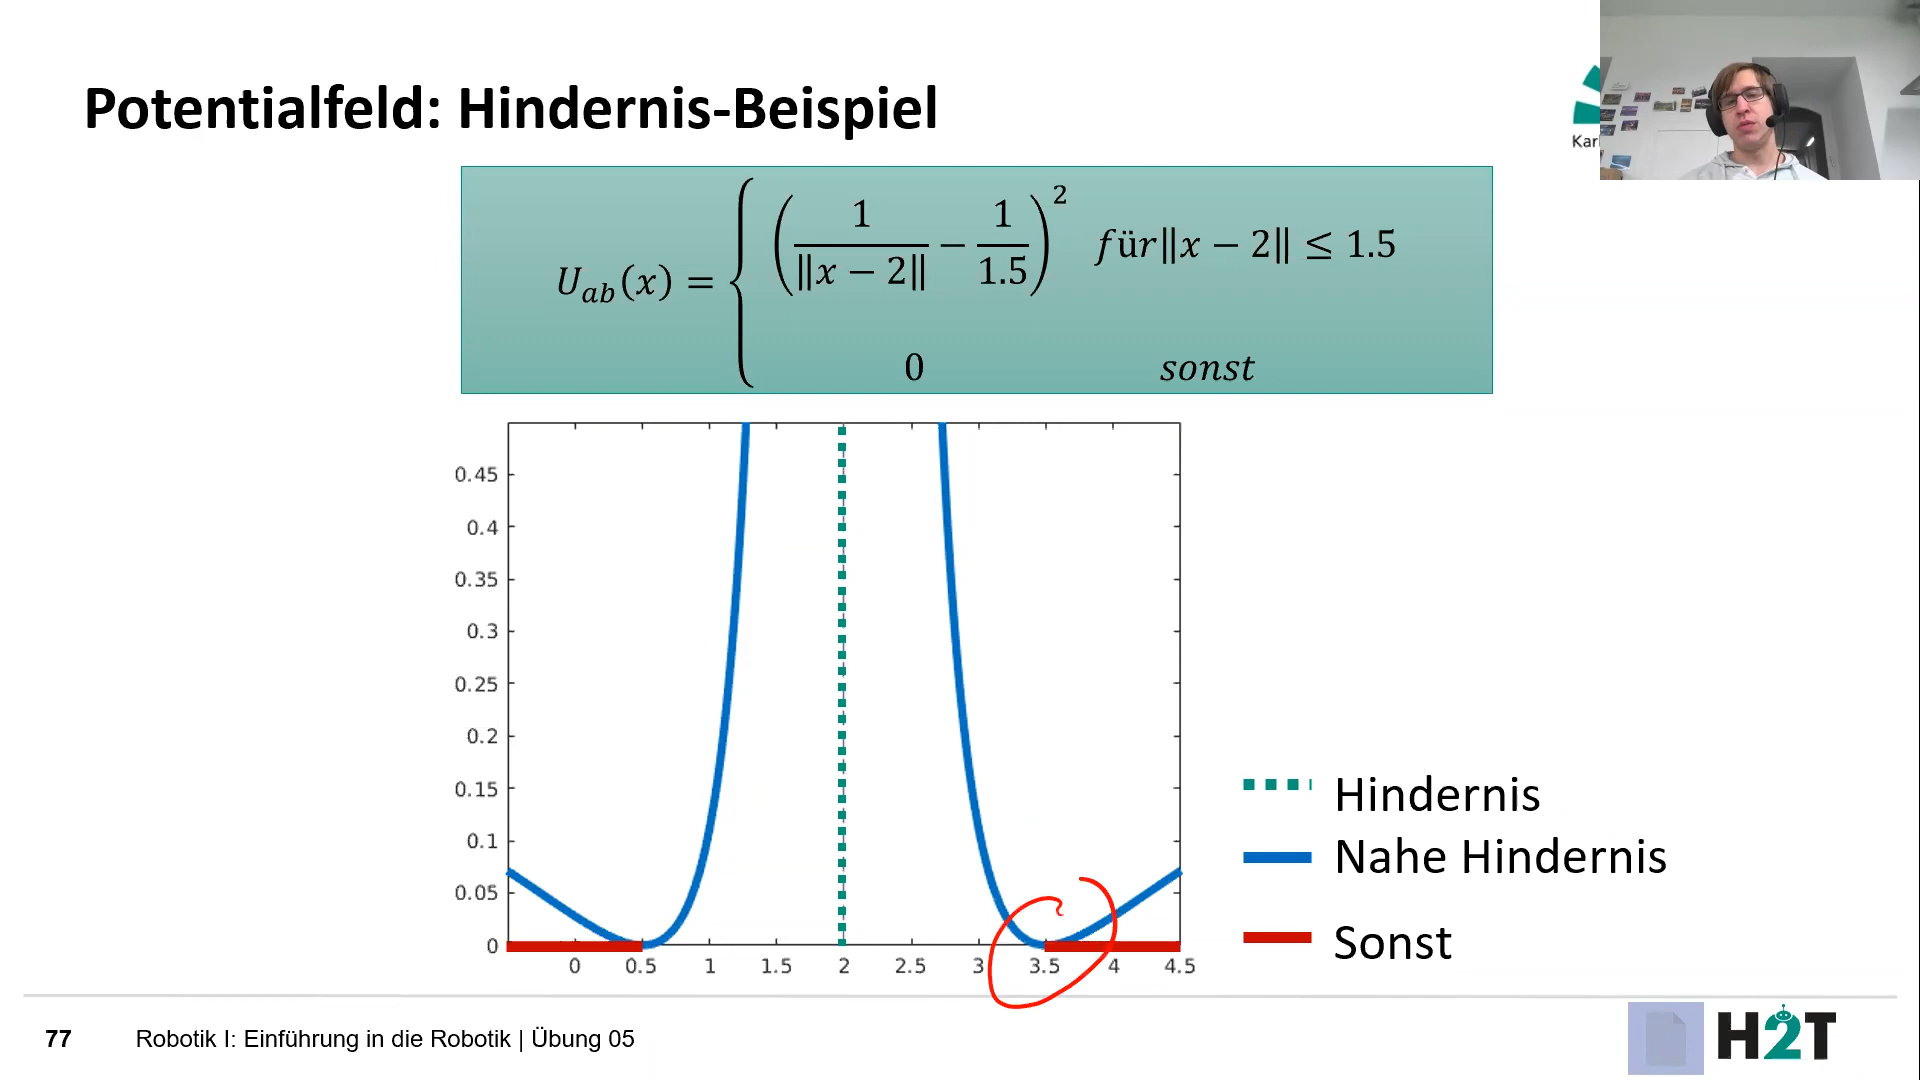 Potentialfeld: Hindernis-Beispiel
Karl
U_{ab}(x) = { (1/‖x − 2‖ − 1/1.5)^2 für‖x − 2‖ ≤ 1.5
0 sonst
0.45
0.4
0.35
0.3
0.25
0.2
0.15
0.1
0.05
0
0 0.5 1 1.5 2 2.5 3 3.5 4 4.5
Hindernis
Nahe Hindernis
Sonst
77 Robotik I: Einführung in die Robotik | Übung 05
H2T